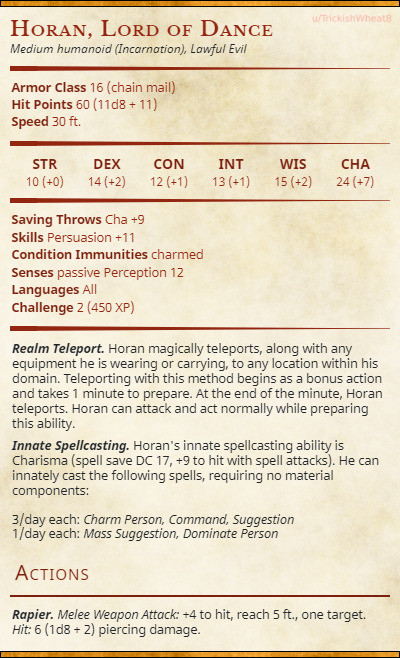 u/TrickishWheat8
Horan, Lord of Dance
Medium humanoid (Incarnation), Lawful Evil
Armor Class 16 (chain mail)
Hit Points 60 (11d8 + 11)
Speed 30 ft.
STR DEX CON INT WIS CHA
10 (+0) 14 (+2) 12 (+1) 13 (+1) 15 (+2) 24 (+7)
Saving Throws Cha +9
Skills Persuasion +11
Condition Immunities charmed
Senses passive Perception 12
Languages All
Challenge 2 (450 XP)
Realm Teleport. Horan magically teleports, along with any
equipment he is wearing or carrying, to any location within his
domain. Teleporting with this method begins as a bonus action
and takes 1 minute to prepare. At the end of the minute, Horan
teleports. Horan can attack and act normally while preparing
this ability.
Innate Spellcasting. Horan's innate spellcasting ability is
Charisma (spell save DC 17, +9 to hit with spell attacks). He can
innately cast the following spells, requiring no material
components:
3/day each: Charm Person, Command, Suggestion
1/day each: Mass Suggestion, Dominate Person
Actions
Rapier. Melee Weapon Attack: +4 to hit, reach 5 ft., one target.
Hit: 6 (1d8 + 2) piercing damage.